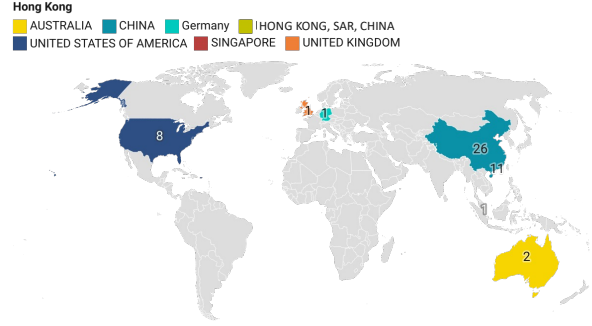 Hong Kong
AUSTRALIA CHINA Germany HONG KONG, SAR, CHINA
UNITED STATES OF AMERICA SINGAPORE UNITED KINGDOM
1 1
8
26
11
1
2